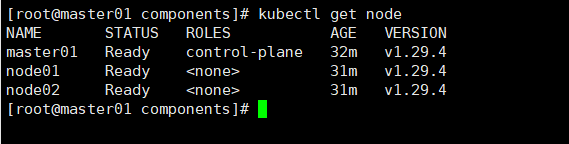 [root@master01 components]# kubectl get node
NAME STATUS ROLES AGE VERSION
master01 Ready control-plane 32m v1.29.4
node01 Ready <none> 31m v1.29.4
node02 Ready <none> 31m v1.29.4
[root@master01 components]#